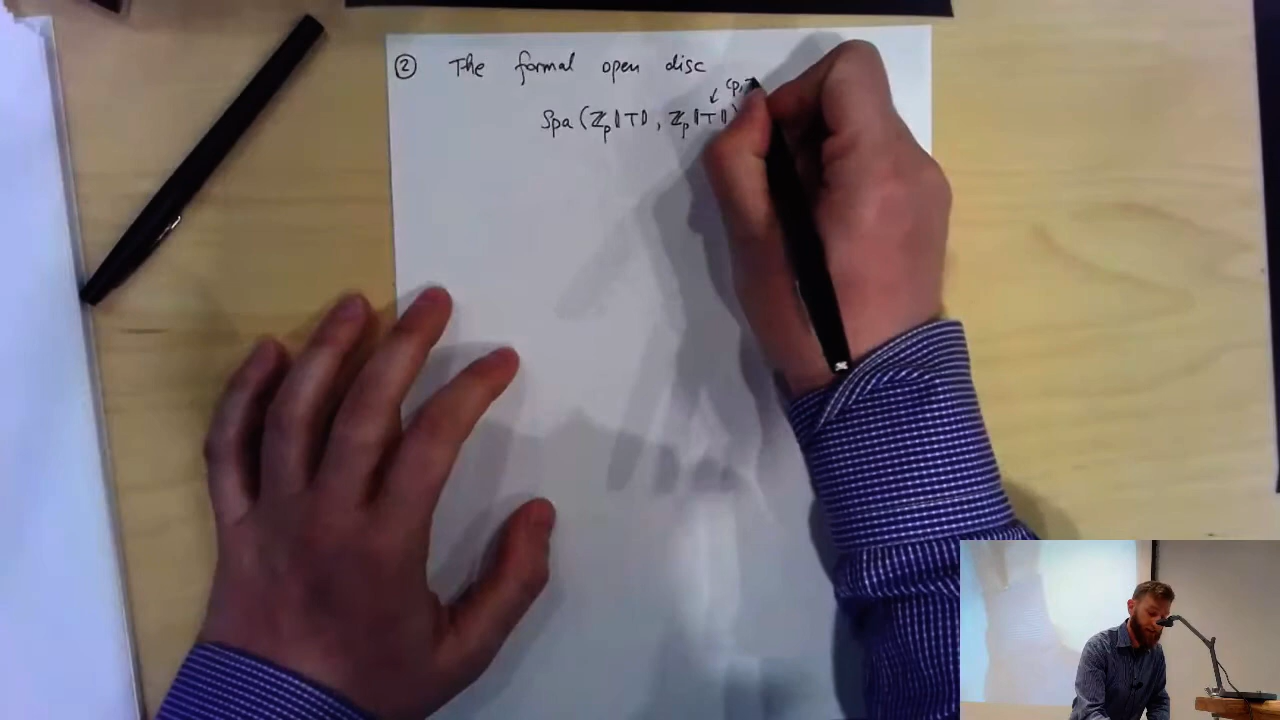 ② The formal open disc
(p,
Spa (ℤₚ⟦T⟧, ℤₚ⟦T⟧)